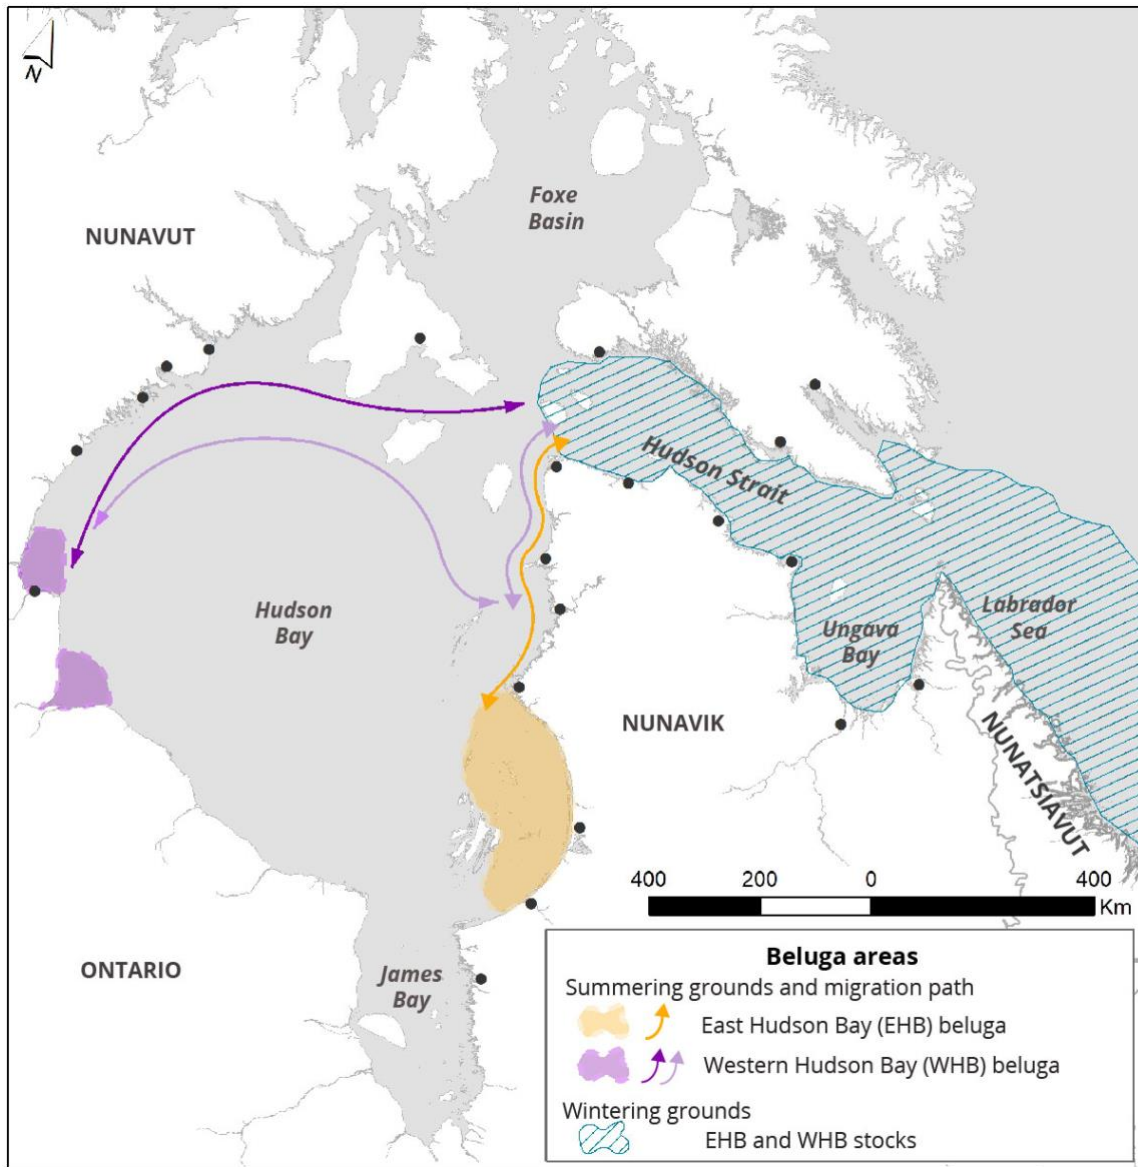 N
Foxe
Basin
NUNAVUT
Hudson Strait
Hudson
Bay
Labrador
Sea
Ungava
Bay
NUNAVIK
NUNATSIAVUT
400 200 0 400
Km
ONTARIO
James
Bay
Beluga areas
Summering grounds and migration path
East Hudson Bay (EHB) beluga
Western Hudson Bay (WHB) beluga
Wintering grounds
EHB and WHB stocks